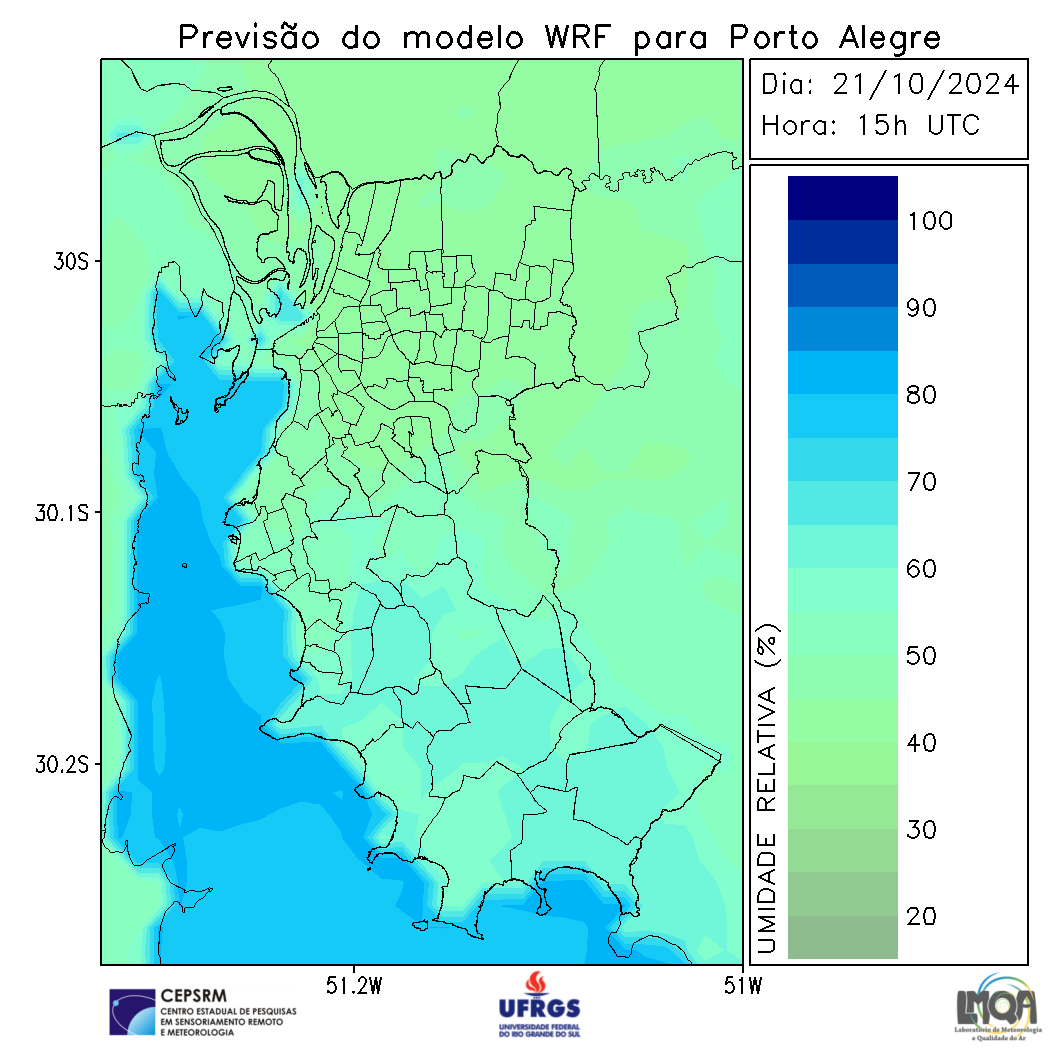 Previsão do modelo WRF para Porto Alegre
Dia: 21/10/2024
Hora: 15h UTC
100
90
80
70
60
50
40
30
20
UMIDADE RELATIVA (%)
30S
30.1S
30.2S
51.2W
51W
CEPSRM
CENTRO ESTADUAL DE PESQUISAS
EM SENSORIAMENTO REMOTO
E METEOROLOGIA
UFRGS
UNIVERSIDADE FEDERAL
DO RIO GRANDE DO SUL
LMQA
Laboratório de Meteorologia
e Qualidade do Ar